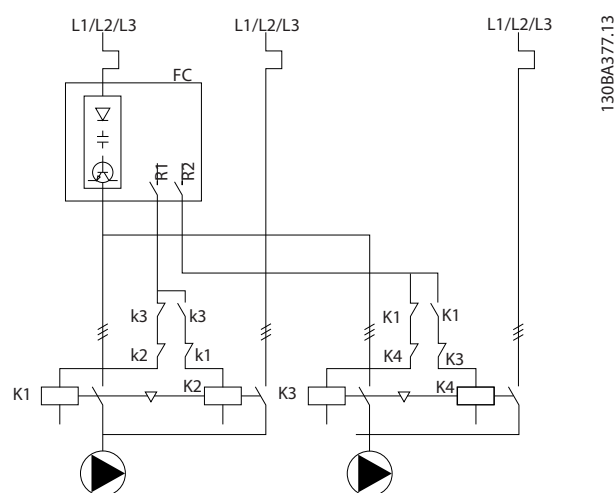 L1/L2/L3 L1/L2/L3 L1/L2/L3
FC
R1
R2
k3 k3 K1 K1
k2 k1 K4 K3
K1 K2 K3 K4
130BA377.13